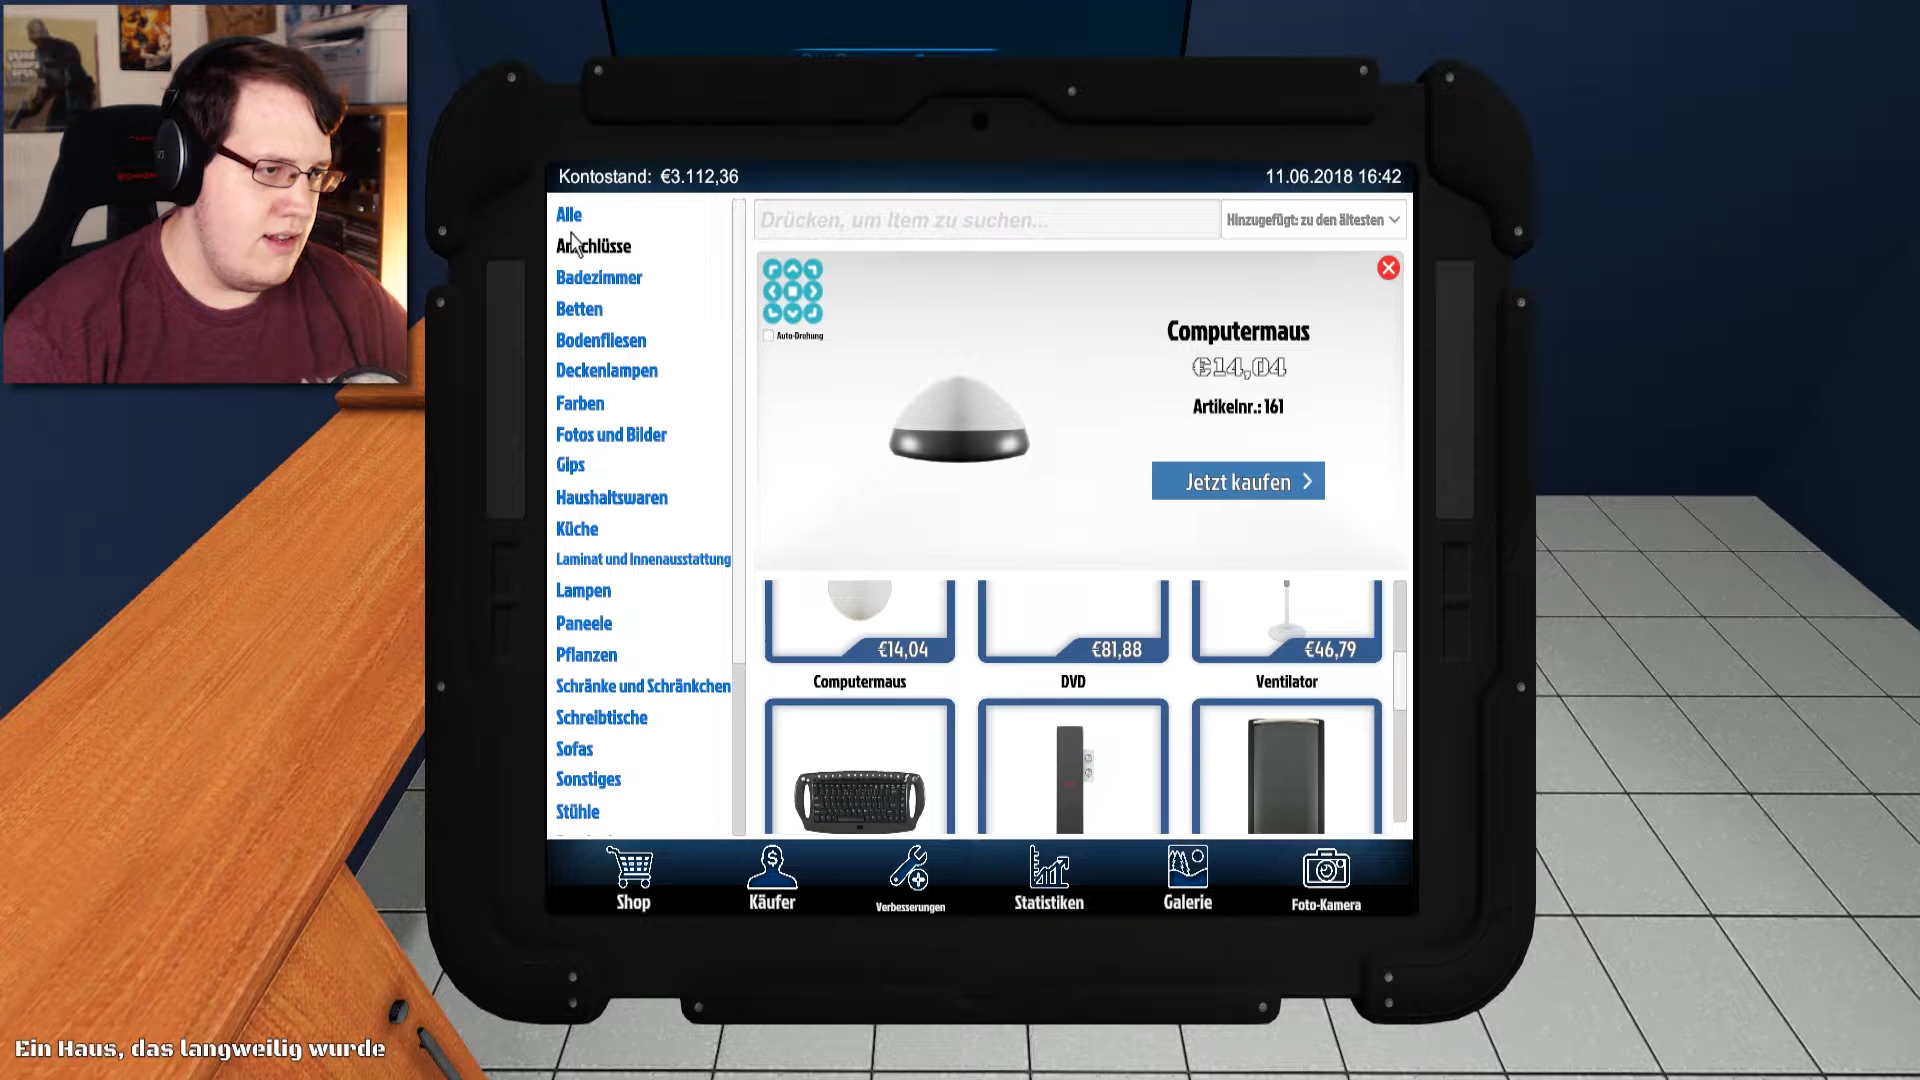 Kontostand: €3.112,36
11.06.2018 16:42
Alle
Anschlüsse
Badezimmer
Betten
Bodenfliesen
Deckenlampen
Farben
Fotos und Bilder
Gips
Haushaltswaren
Küche
Laminat und Innenausstattung
Lampen
Paneele
Pflanzen
Schränke und Schränkchen
Schreibtische
Sofas
Sonstiges
Stühle
Drücken, um Item zu suchen...
Hinzugefügt: zu den ältesten
Auto-Drehung
Computermaus
€14,04
Artikelnr.: 161
Jetzt kaufen
€14,04
€81,88
€46,79
Computermaus
DVD
Ventilator
Shop
Käufer
Verbesserungen
Statistiken
Galerie
Foto-Kamera
Ein Haus, das langweilig wurde